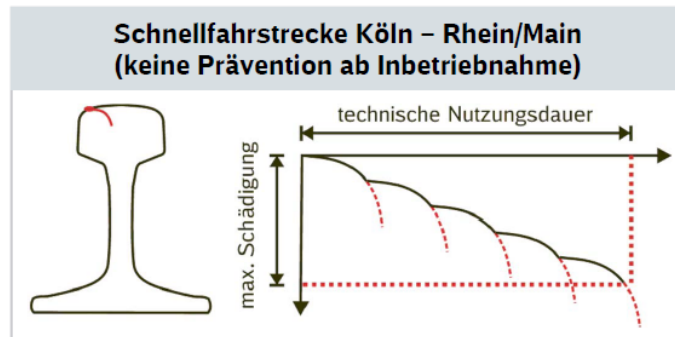 Schnellfahrstrecke Köln – Rhein/Main
(keine Prävention ab Inbetriebnahme)
technische Nutzungsdauer
max. Schädigung